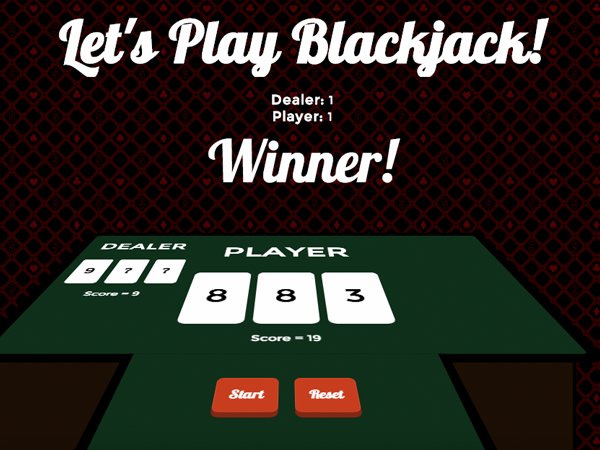 Let's Play Blackjack!
Dealer: 1
Player: 1
Winner!
DEALER
9 ? ?
Score = 9
PLAYER
8 8 3
Score = 19
Start Reset